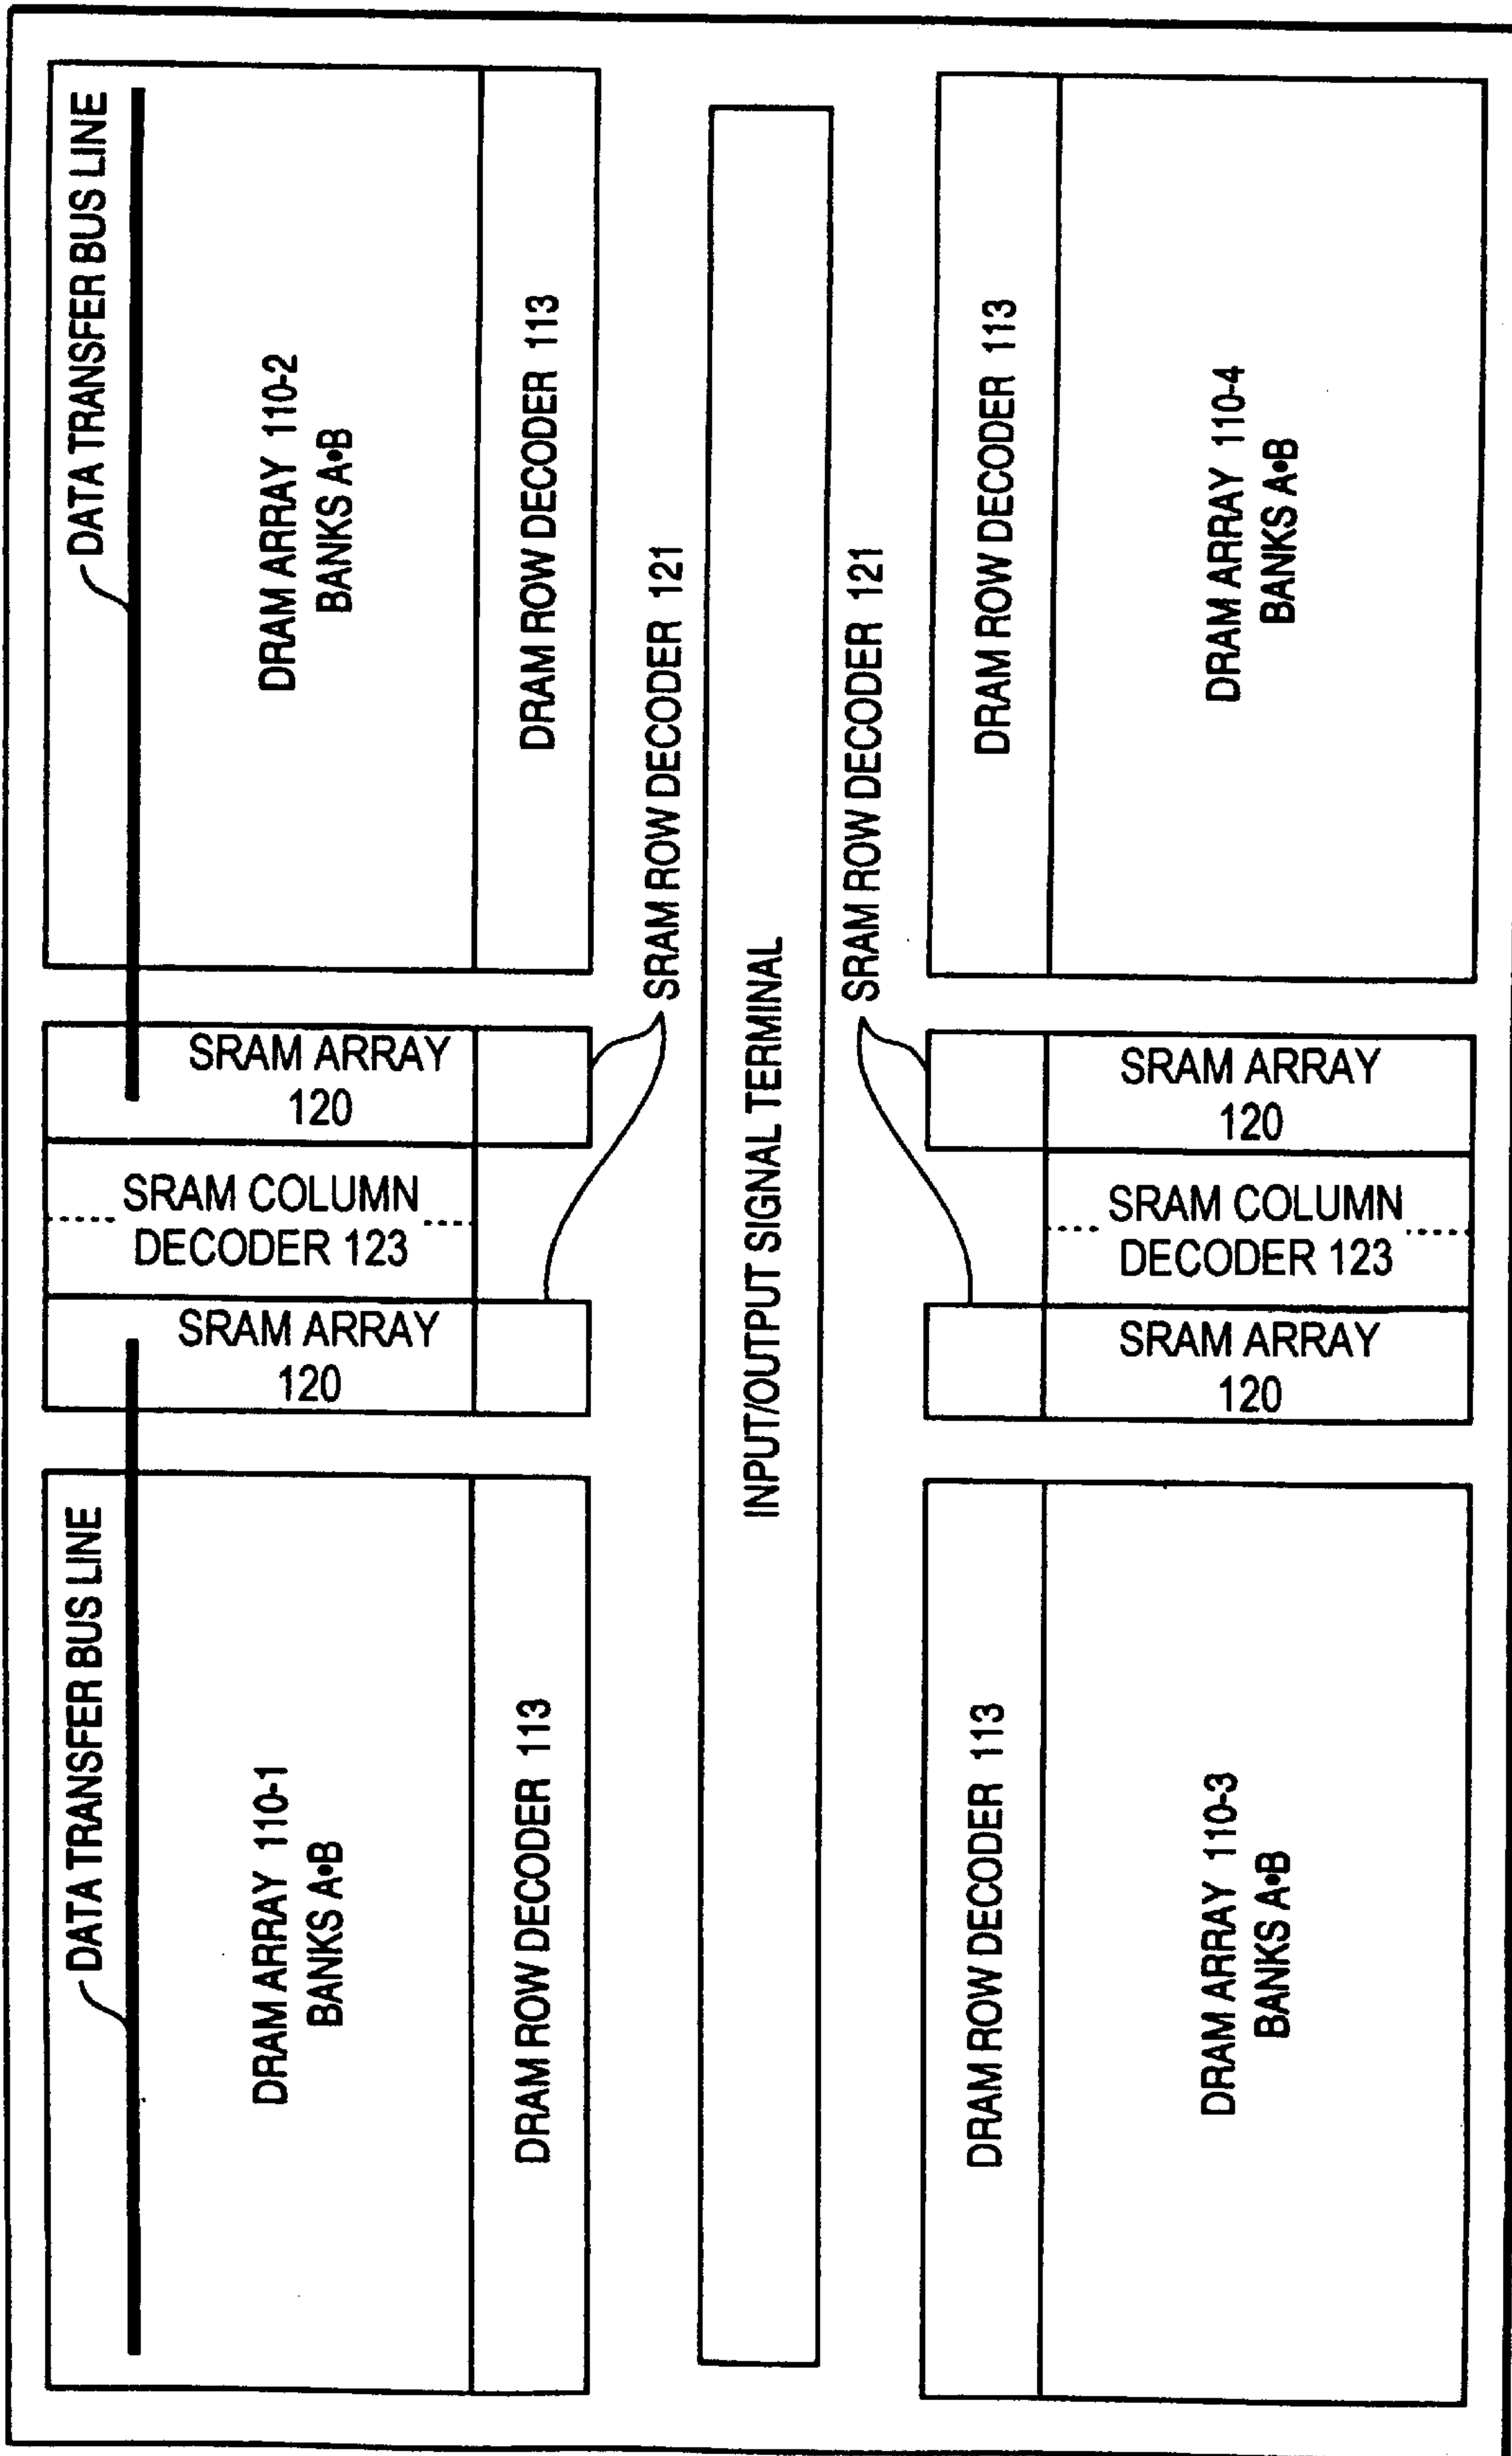 DATA TRANSFER BUS LINE
DRAM ARRAY 110-1
BANKS A•B
DRAM ROW DECODER 113
SRAM ARRAY
120
SRAM COLUMN
DECODER 123
SRAM ARRAY
120
DATA TRANSFER BUS LINE
DRAM ARRAY 110-2
BANKS A•B
DRAM ROW DECODER 113
SRAM ROW DECODER 121
INPUT/OUTPUT SIGNAL TERMINAL
SRAM ROW DECODER 121
DRAM ROW DECODER 113
DRAM ARRAY 110-3
BANKS A•B
SRAM ARRAY
120
SRAM COLUMN
DECODER 123
SRAM ARRAY
120
DRAM ROW DECODER 113
DRAM ARRAY 110-4
BANKS A•B